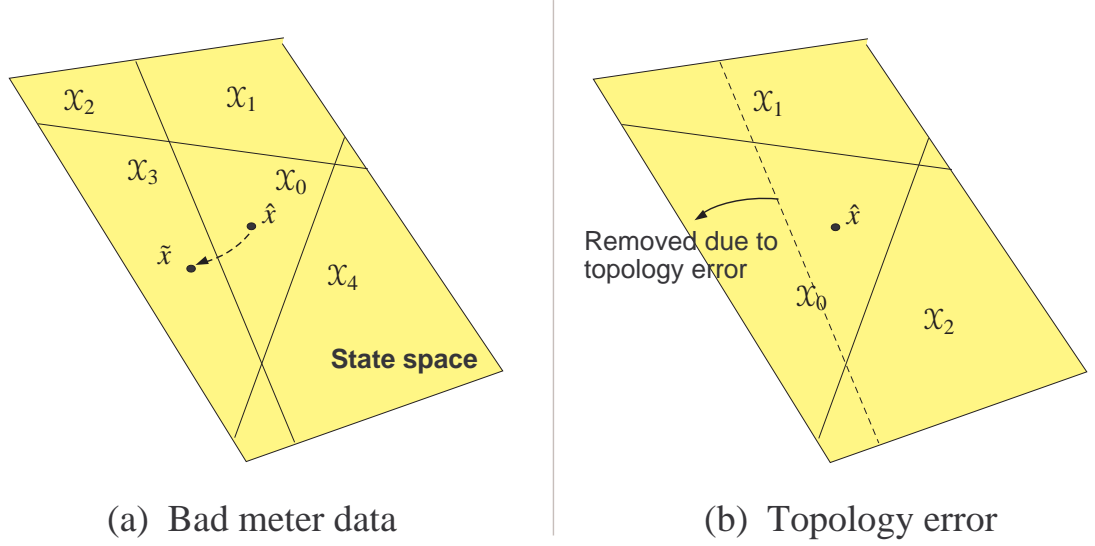 𝒳₂
𝒳₁
𝒳₃
𝒳₀
x̂
x̃
𝒳₄
State space
(a) Bad meter data
𝒳₁
x̂
Removed due to
topology error
𝒳₀
𝒳₂
(b) Topology error